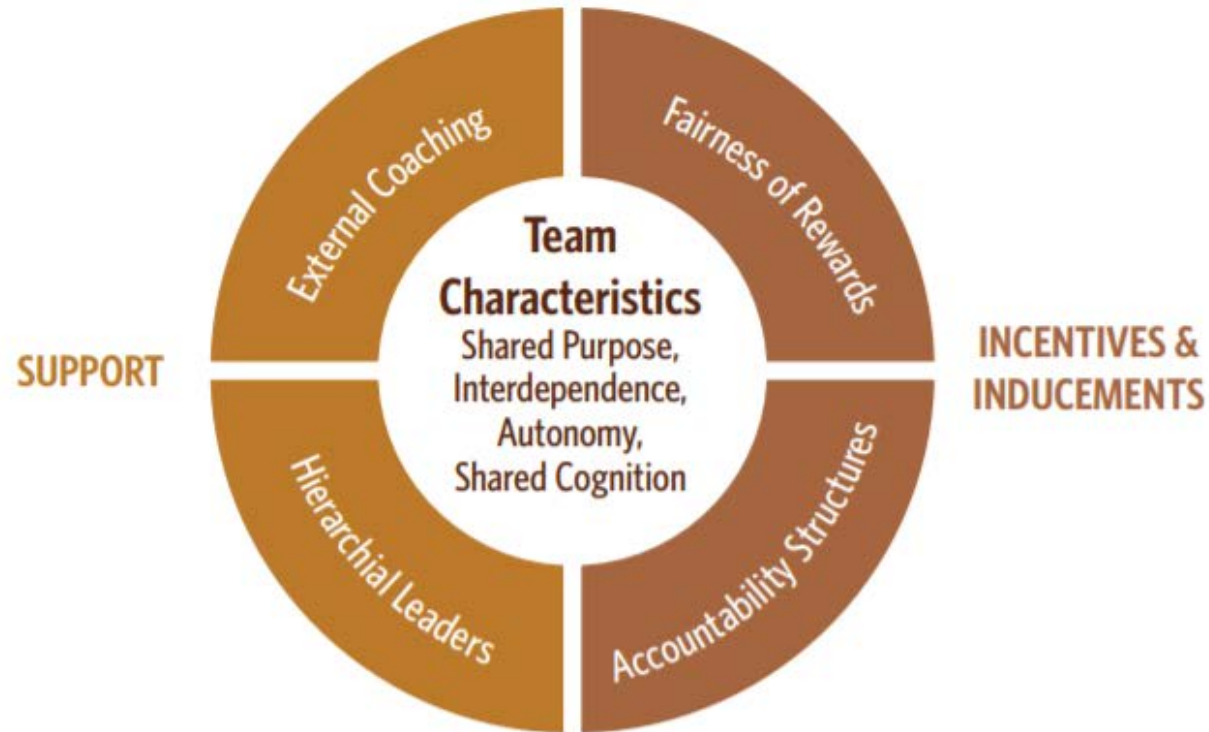 External Coaching
Fairness of Rewards
Team
Characteristics
Shared Purpose,
Interdependence,
Autonomy,
Shared Cognition
SUPPORT
INCENTIVES &
INDUCEMENTS
Hierarchial Leaders
Accountability Structures